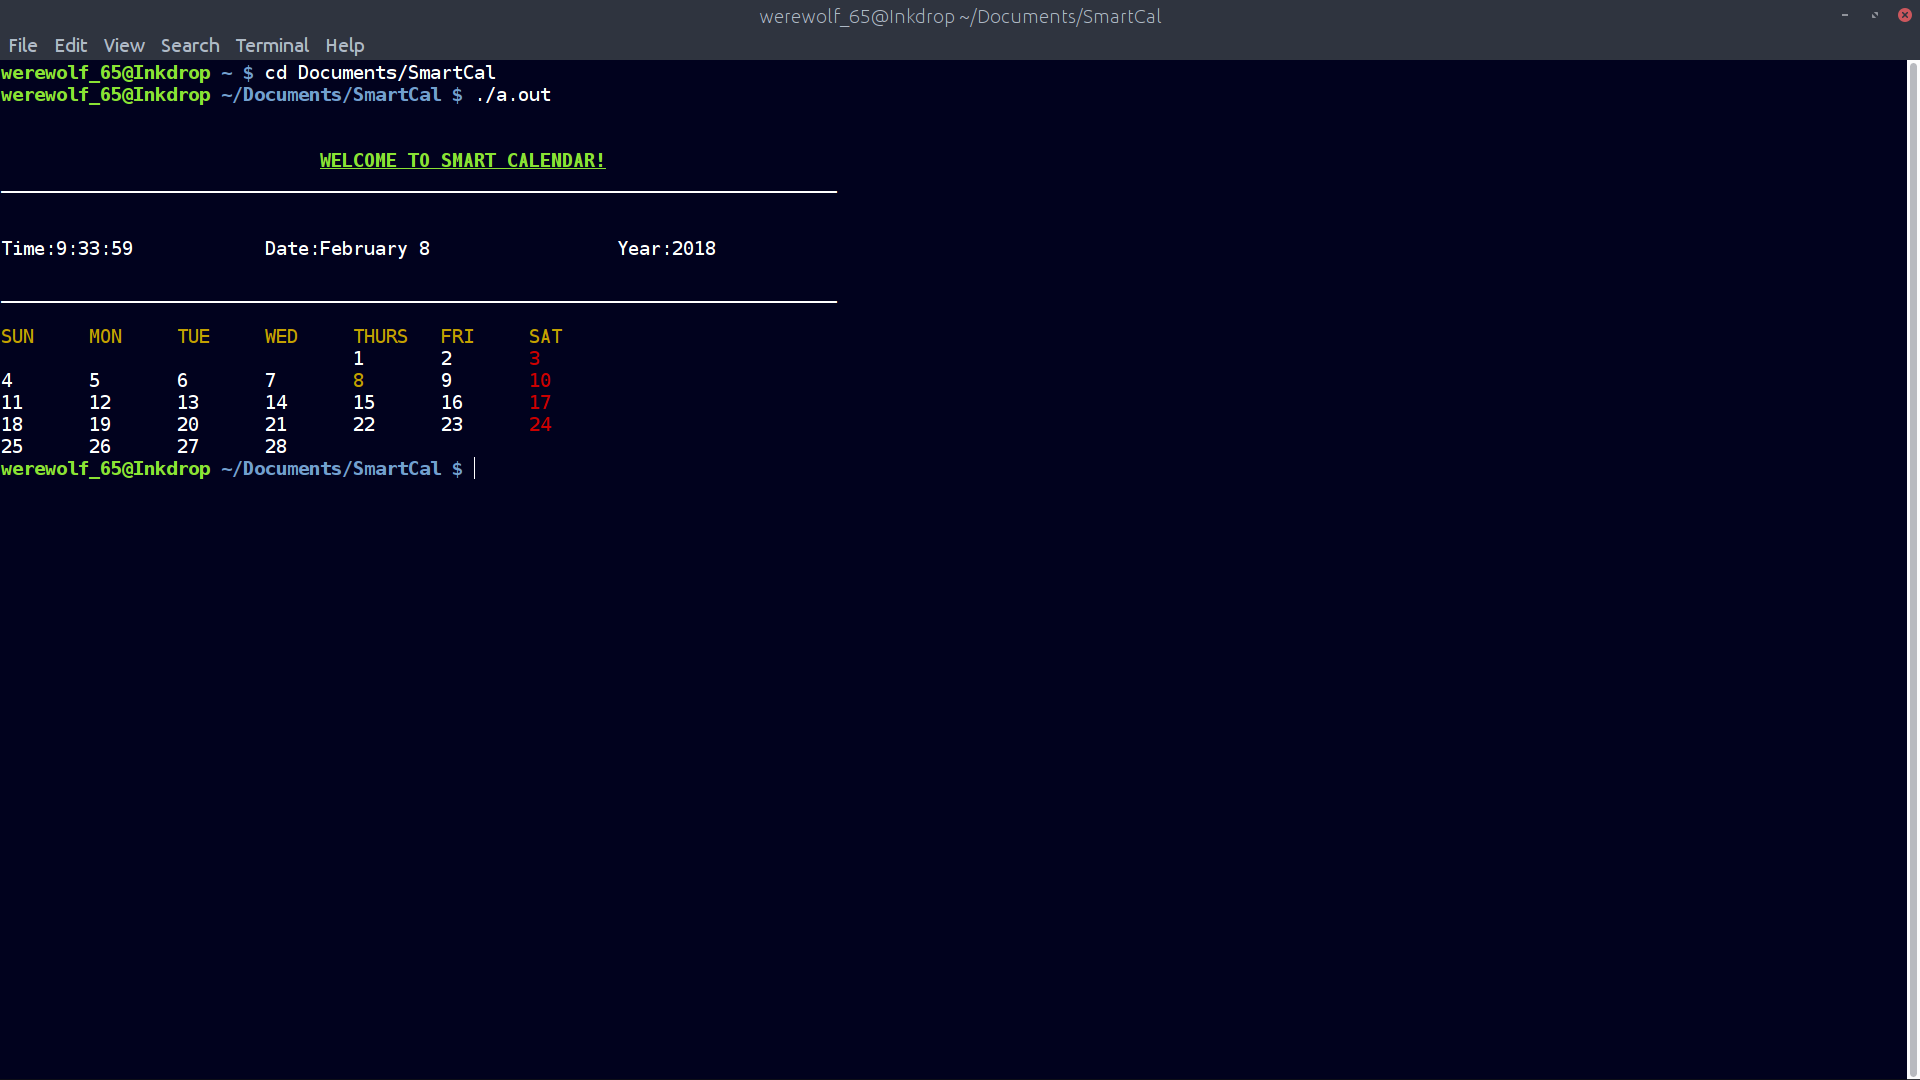 werewolf_65@Inkdrop ~/Documents/SmartCal
File Edit View Search Terminal Help
werewolf_65@Inkdrop ~ $ cd Documents/SmartCal
werewolf_65@Inkdrop ~/Documents/SmartCal $ ./a.out
WELCOME TO SMART CALENDAR!
Time:9:33:59 Date:February 8 Year:2018
SUN MON TUE WED THURS FRI SAT
1 2 3
4 5 6 7 8 9 10
11 12 13 14 15 16 17
18 19 20 21 22 23 24
25 26 27 28
werewolf_65@Inkdrop ~/Documents/SmartCal $